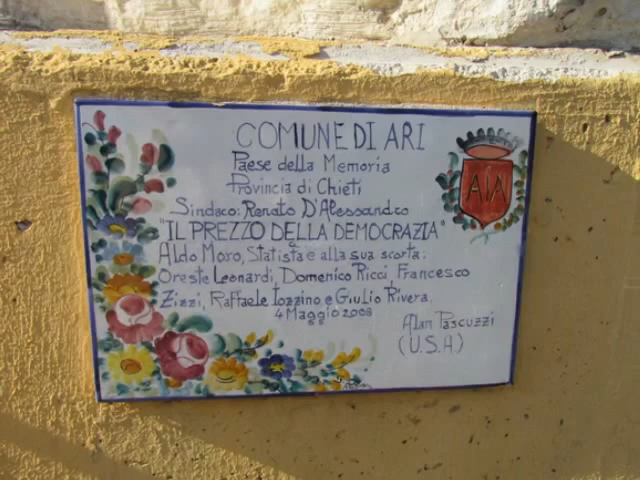 COMUNE DI ARI
Paese della Memoria
Provincia di Chieti
Sindaco: Renato D'Alessandro
"IL PREZZO DELLA DEMOCRAZIA"
Aldo Moro, Statista e alla sua scorta:
Oreste Leonardi, Domenico Ricci, Francesco
Zizzi, Raffaele Iozzino e Giulio Rivera.
4 Maggio 2008
Alan Pascuzzi
(U.S.A.)
AIA